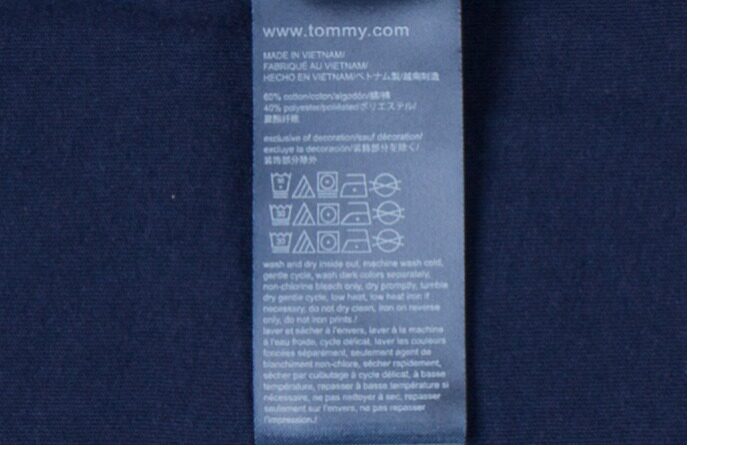 www.tommy.com
MADE IN VIETNAM/
FABRIQUÉ AU VIETNAM/
HECHO EN VIETNAM/ベトナム製/越南制造
60% cotton/coton/algodón/綿/棉
40% polyester/poliéster/ポリエステル/
聚酯纤维
exclusive of decoration/sauf décoration/
excluye la decoración/装飾部分を除く/
装饰部分除外
wash and dry inside out, machine wash cold,
gentle cycle, wash dark colors separately,
non-chlorine bleach only, dry promptly, tumble
dry gentle cycle, low heat, low heat iron if
necessary, do not dry clean, iron on reverse
only, do not iron prints./
laver et sécher à l'envers, laver à la machine
à l'eau froide, cycle délicat, laver les couleurs
foncées séparément, seulement agent de
blanchiment non-chlore, sécher rapidement,
sécher par culbutage à cycle délicat, à basse
température, repasser à basse température si
nécessaire, ne pas nettoyer à sec, repasser
seulement sur l'envers, ne pas repasser
l'impression./